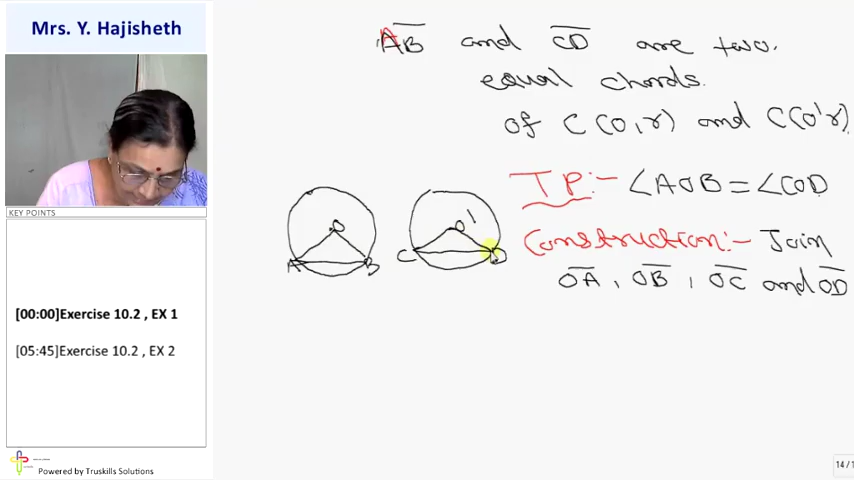 Mrs. Y. Hajisheth
KEY POINTS
[00:00]Exercise 10.2 , EX 1
[05:45]Exercise 10.2 , EX 2
Powered by Truskills Solutions
AB and CD are two.
equal chords.
of C (O, r) and C(O'r)
TP:- ∠AOB = ∠COD
Construction:- Join
OA , OB , OC and OD
O
A
B
O'
C
D
14 / 1